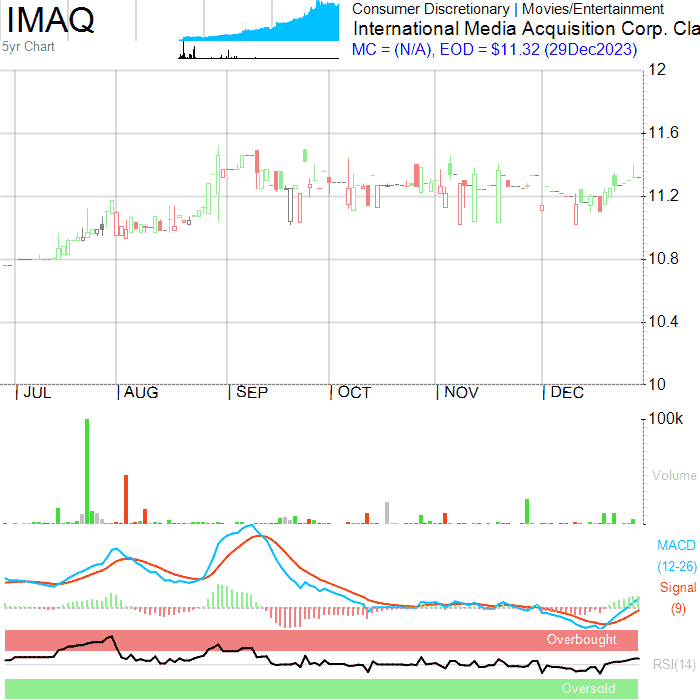 IMAQ
5yr Chart
Consumer Discretionary | Movies/Entertainment
International Media Acquisition Corp. Cla
MC = (N/A), EOD = $11.32 (29Dec2023)
12
11.6
11.2
10.8
10.4
10
JUL AUG SEP OCT NOV DEC
100k
Volume
MACD
(12-26)
Signal
(9)
Overbought
RSI(14)
Oversold